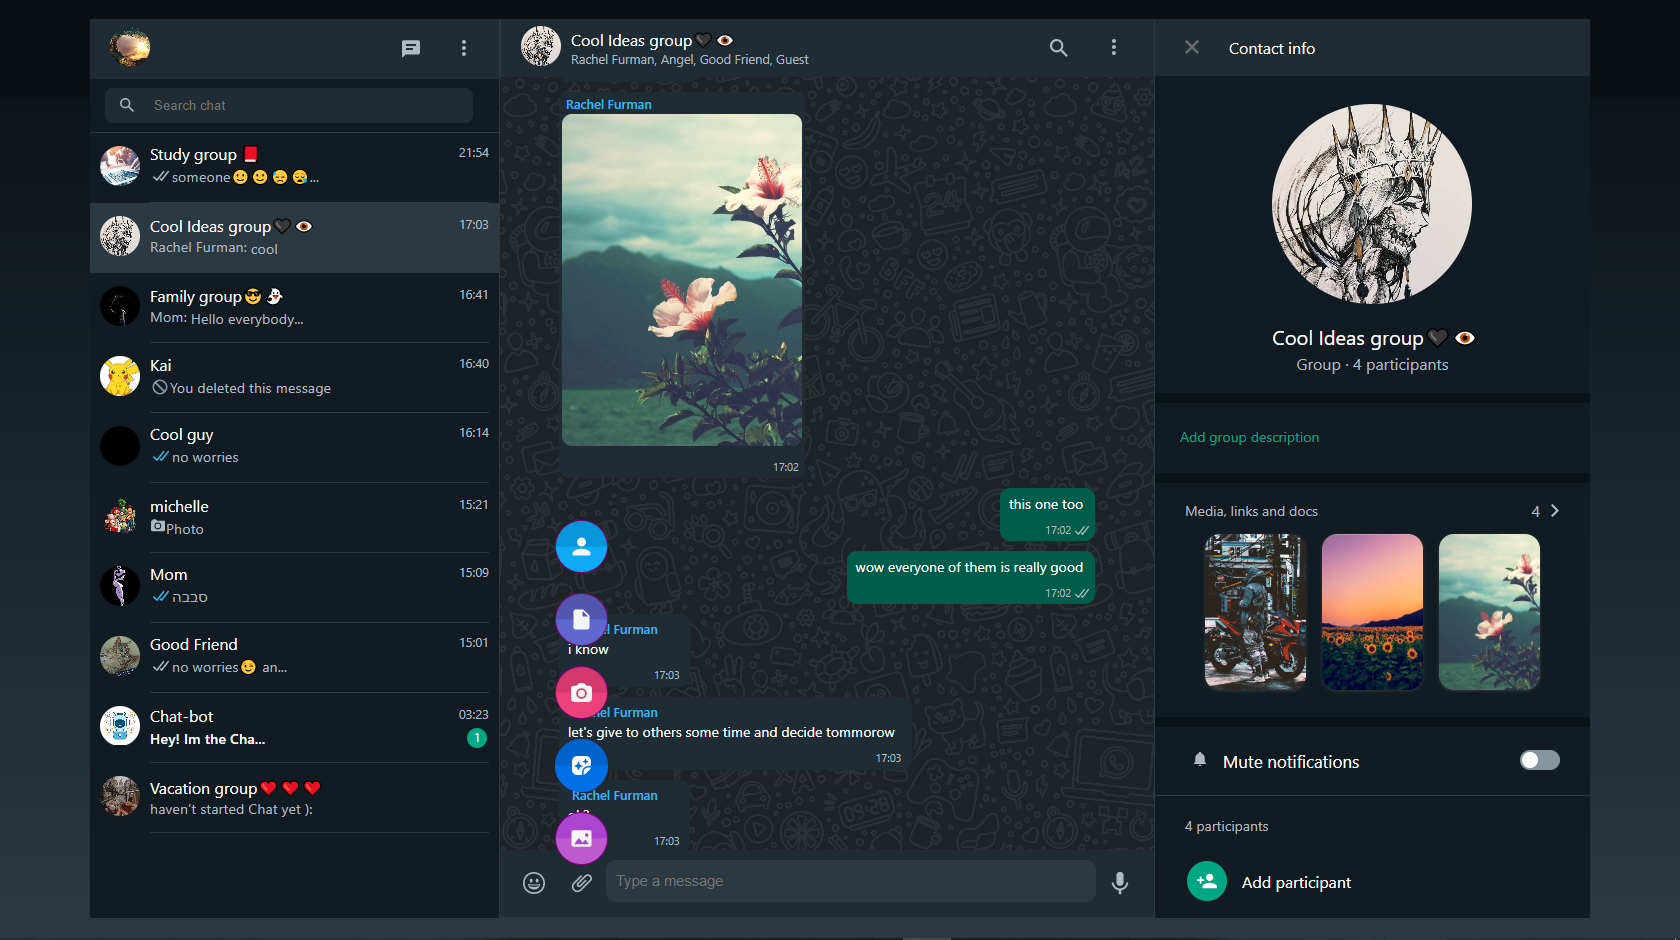 Search chat
Study group
21:54
someone ...
Cool Ideas group
17:03
Rachel Furman: cool
Family group
16:41
Mom: Hello everybody...
Kai
16:40
You deleted this message
Cool guy
16:14
no worries
michelle
15:21
Photo
Mom
15:09
סבבה
Good Friend
15:01
no worries an...
Chat-bot
03:23
Hey! Im the Cha...
1
Vacation group
haven't started Chat yet ):
Cool Ideas group
Rachel Furman, Angel, Good Friend, Guest
Rachel Furman
17:02
this one too
17:02
wow everyone of them is really good
17:02
Furman
i know
17:03
Furman
let's give to others some time and decide tommorow
17:03
Rachel Furman
17:03
Type a message
Contact info
Cool Ideas group
Group · 4 participants
Add group description
Media, links and docs
4
Mute notifications
4 participants
Add participant